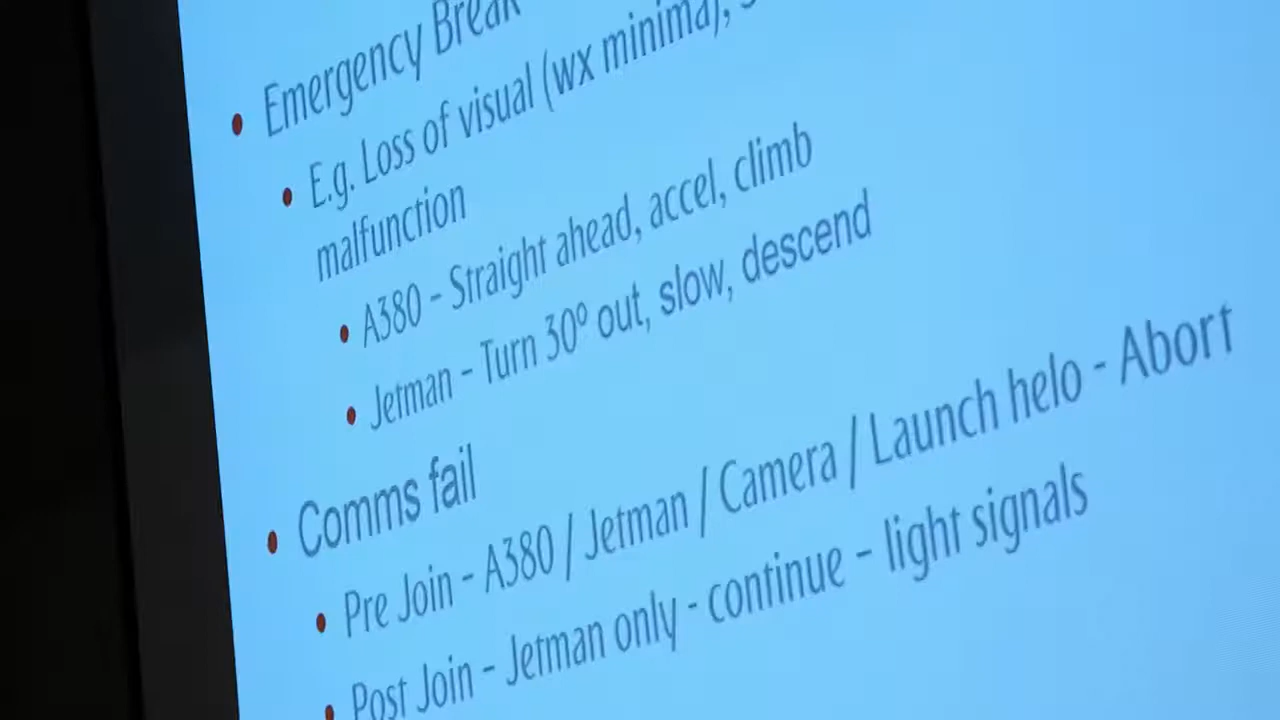 • Emergency Break
• E.g. Loss of visual (wx minima),
malfunction
• A380 – Straight ahead, accel, climb
• Jetman – Turn 30º out, slow, descend
• Comms fail
• Pre Join – A380 / Jetman / Camera / Launch helo - Abort
• Post Join – Jetman only - continue – light signals